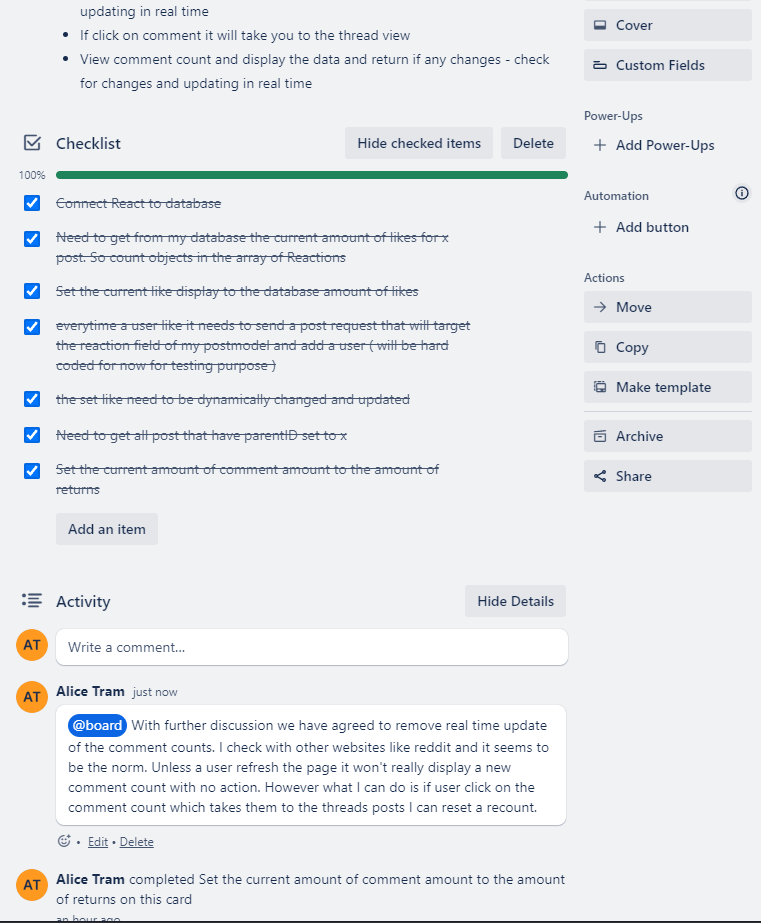 updating in real time
If click on comment it will take you to the thread view
View comment count and display the data and return if any changes - check
for changes and updating in real time
Cover
Custom Fields
Power-Ups
Add Power-Ups
Automation
Add button
Actions
Move
Copy
Make template
Archive
Share
Checklist
Hide checked items
Delete
100%
Connect React to database
Need to get from my database the current amount of likes for x
post. So count objects in the array of Reactions
Set the current like display to the database amount of likes
everytime a user like it needs to send a post request that will target
the reaction field of my postmodel and add a user ( will be hard
coded for now for testing purpose )
the set like need to be dynamically changed and updated
Need to get all post that have parentID set to x
Set the current amount of comment amount to the amount of
returns
Add an item
Activity
Hide Details
AT
Write a comment...
AT
Alice Tram just now
@board With further discussion we have agreed to remove real time update
of the comment counts. I check with other websites like reddit and it seems to
be the norm. Unless a user refresh the page it won't really display a new
comment count with no action. However what I can do is if user click on the
comment count which takes them to the threads posts I can reset a recount.
• Edit • Delete
AT
Alice Tram completed Set the current amount of comment amount to the amount
of returns on this card
an hour ago